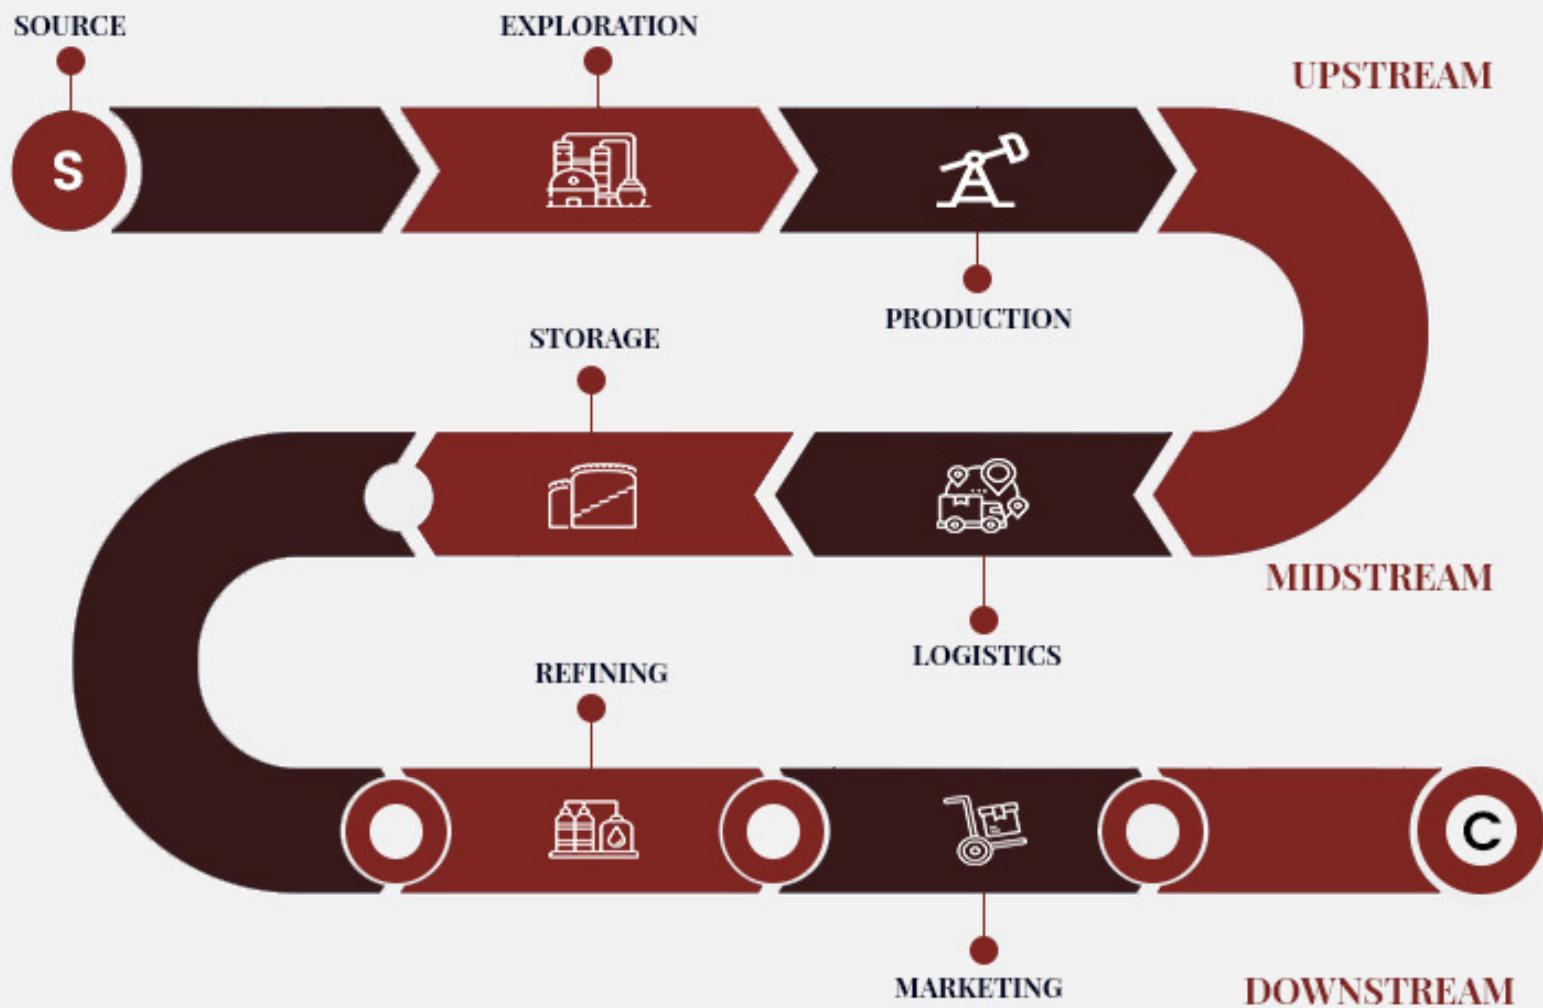 SOURCE
EXPLORATION
UPSTREAM
S
PRODUCTION
STORAGE
MIDSTREAM
LOGISTICS
REFINING
C
MARKETING
DOWNSTREAM